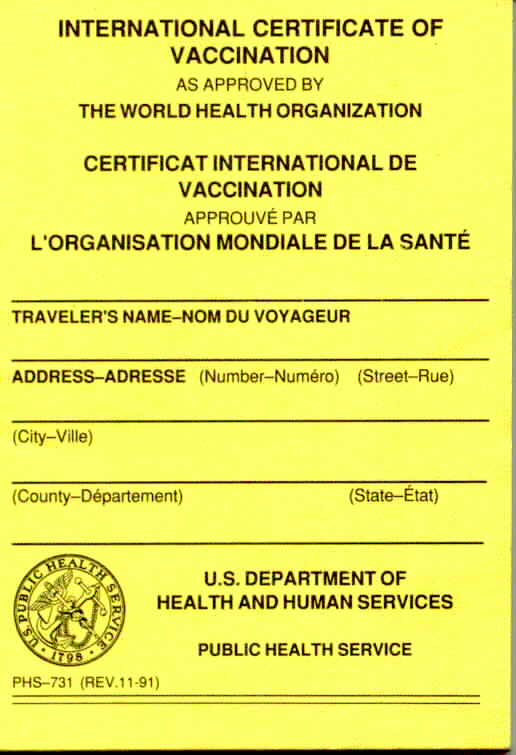 INTERNATIONAL CERTIFICATE OF
VACCINATION
AS APPROVED BY
THE WORLD HEALTH ORGANIZATION
CERTIFICAT INTERNATIONAL DE
VACCINATION
APPROUVÉ PAR
L'ORGANISATION MONDIALE DE LA SANTÉ
TRAVELER'S NAME–NOM DU VOYAGEUR
ADDRESS–ADRESSE (Number–Numéro) (Street–Rue)
(City–Ville)
(County–Département) (State–État)
U.S. PUBLIC HEALTH SERVICE
1798
U.S. DEPARTMENT OF
HEALTH AND HUMAN SERVICES
PUBLIC HEALTH SERVICE
PHS–731 (REV.11-91)